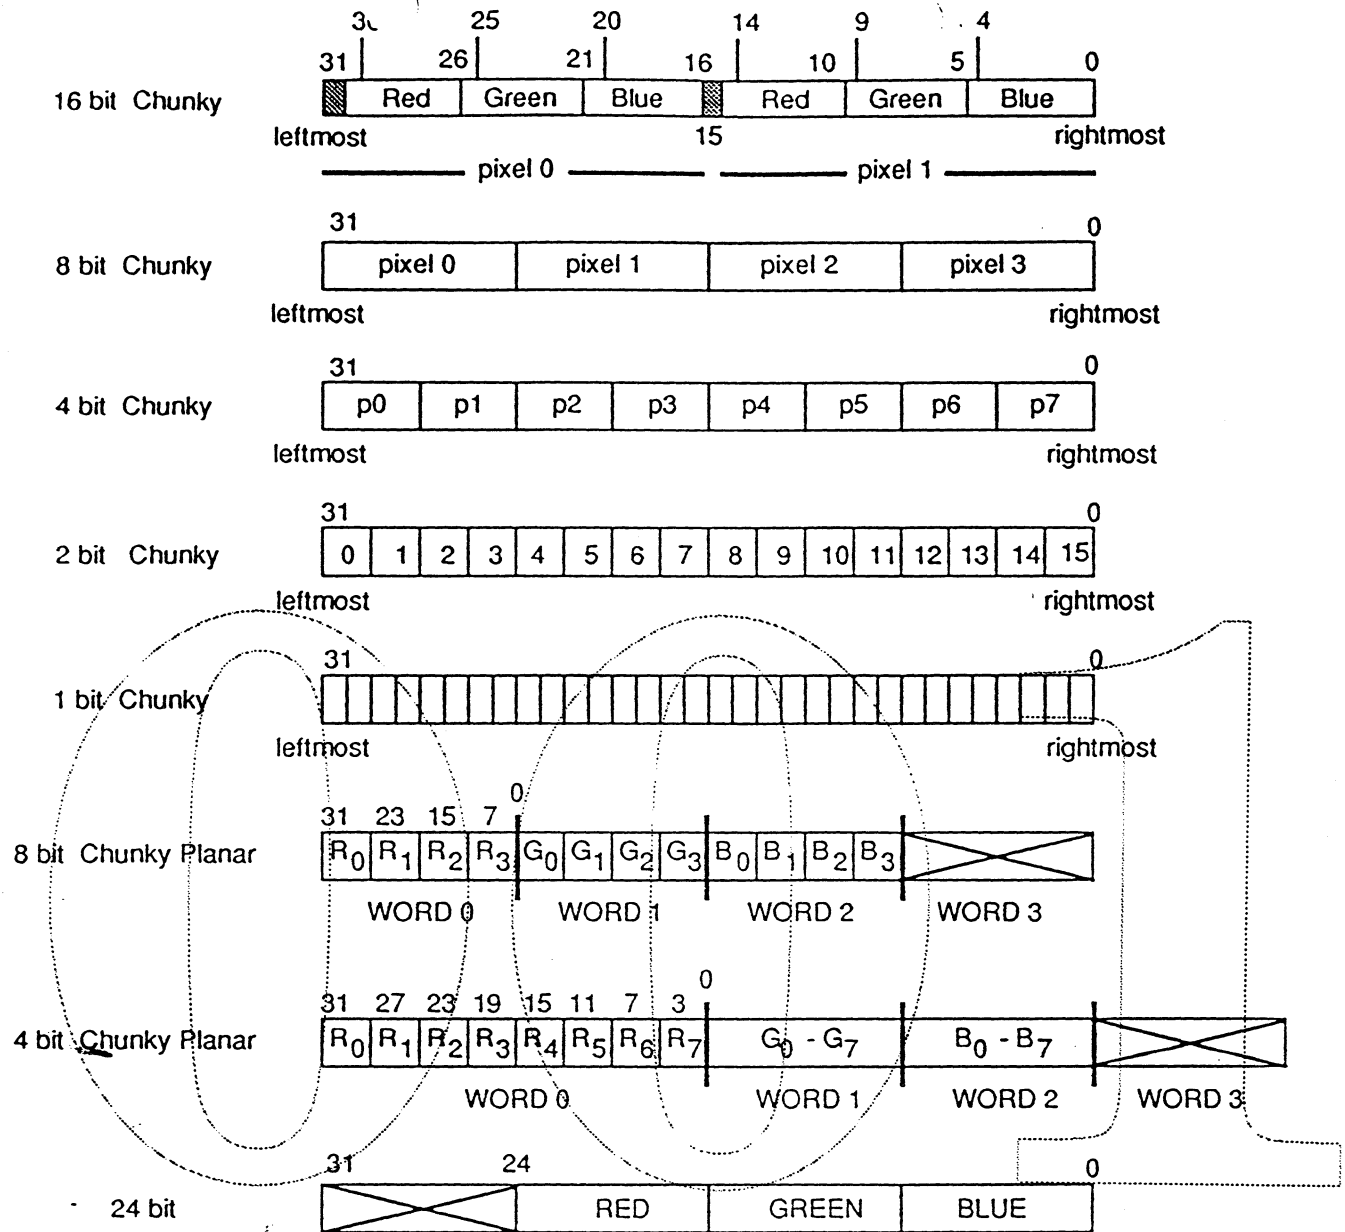 30 25 20 14 9 4
31 26 21 16 10 5 0
16 bit Chunky Red Green Blue Red Green Blue
leftmost 15 rightmost
pixel 0 pixel 1
31 0
8 bit Chunky pixel 0 pixel 1 pixel 2 pixel 3
leftmost rightmost
31 0
4 bit Chunky p0 p1 p2 p3 p4 p5 p6 p7
leftmost rightmost
31 0
2 bit Chunky 0 1 2 3 4 5 6 7 8 9 10 11 12 13 14 15
leftmost rightmost
31 0
1 bit Chunky
leftmost rightmost
0
31 23 15 7
8 bit Chunky Planar R0 R1 R2 R3 G0 G1 G2 G3 B0 B1 B2 B3
WORD 0 WORD 1 WORD 2 WORD 3
0
31 27 23 19 15 11 7 3
4 bit Chunky Planar R0 R1 R2 R3 R4 R5 R6 R7 G0 - G7 B0 - B7
WORD 0 WORD 1 WORD 2 WORD 3
31 24 0
24 bit RED GREEN BLUE
001